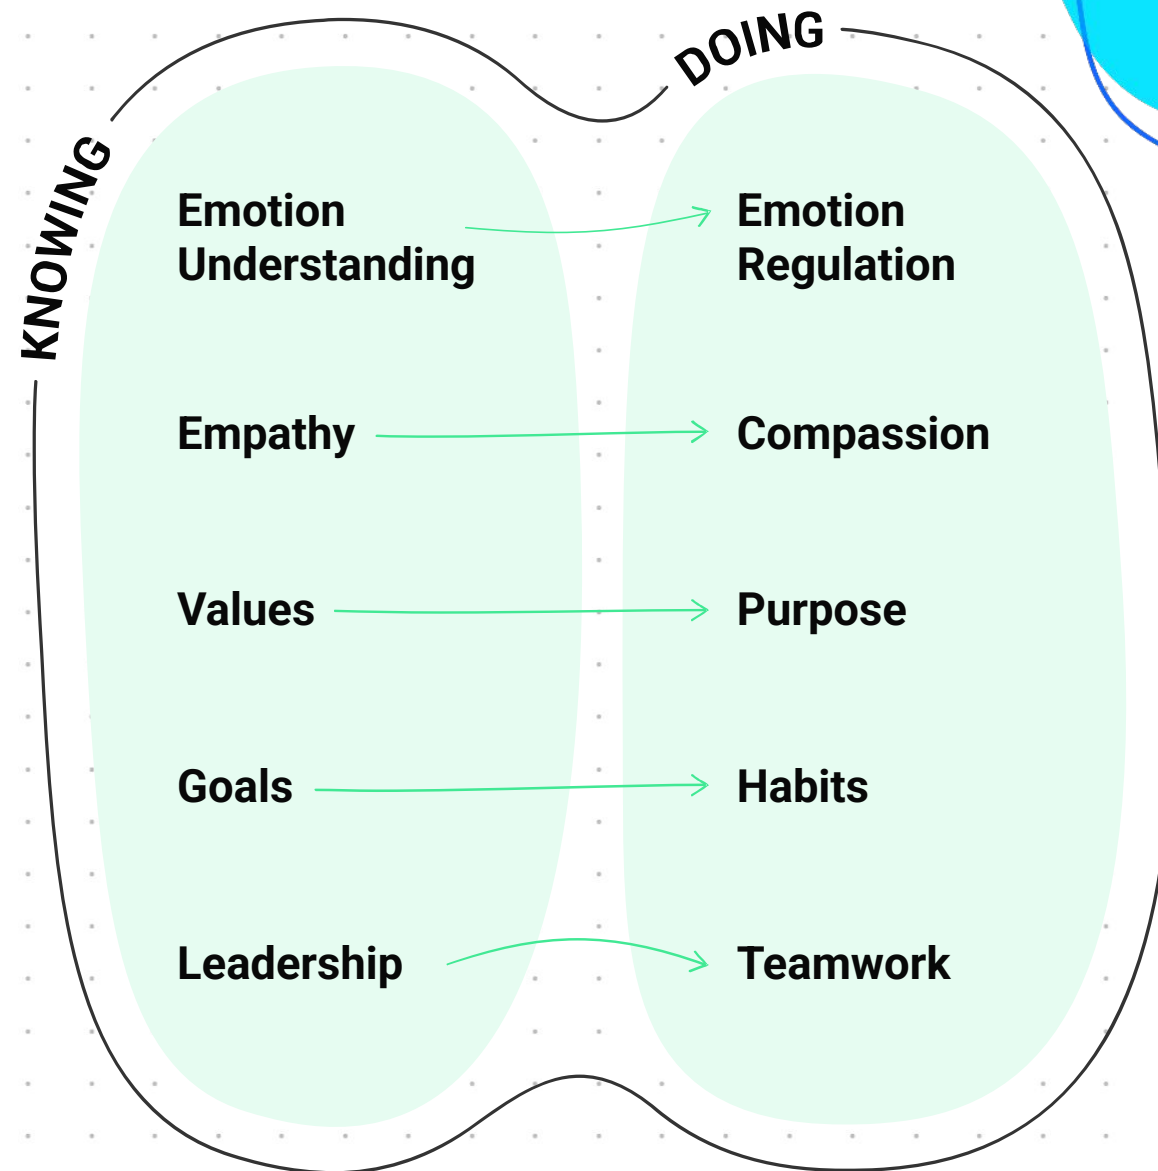 KNOWING
DOING
Emotion
Understanding
Emotion
Regulation
Empathy
Compassion
Values
Purpose
Goals
Habits
Leadership
Teamwork